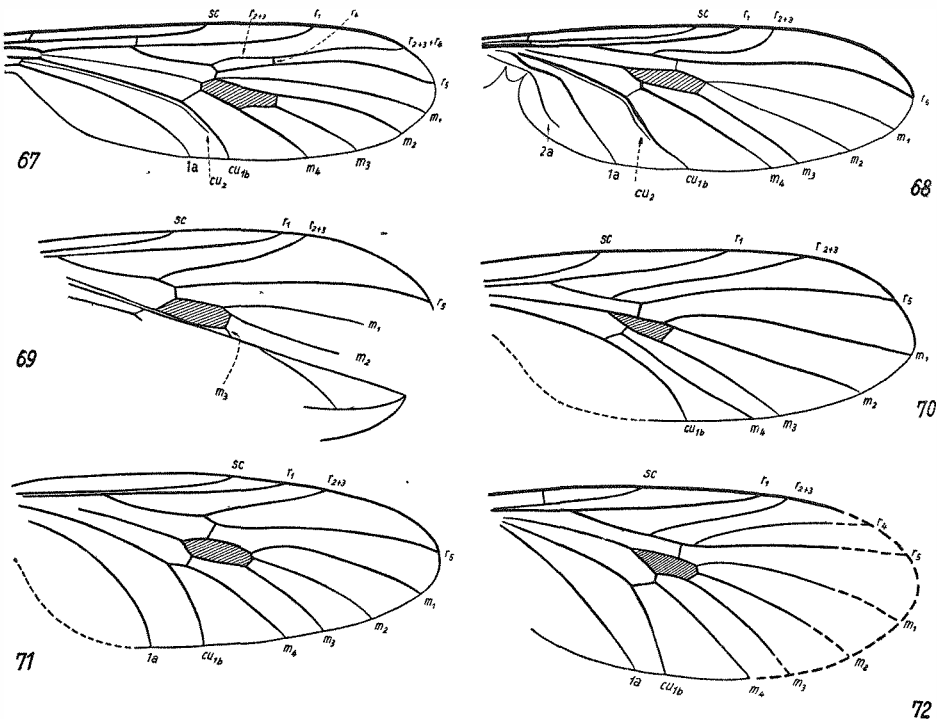 sc r2+3 r1 r4
r2+3+r4
r5
m1
m2
m3
m4
cu1b
cu2
1a
67
sc r1 r2+3
r5
m1
m2
m3
m4
cu1b
cu2
1a
2a
68
sc r1 r2+3
r5
m1
m2
m3
69
sc r1 r2+3
r5
m1
m2
m3
m4
cu1b
70
sc r1 r2+3
r5
m1
m2
m3
m4
cu1b
1a
71
sc r1 r2+3
r4
r5
m1
m2
m3
m4
cu1b
1a
72